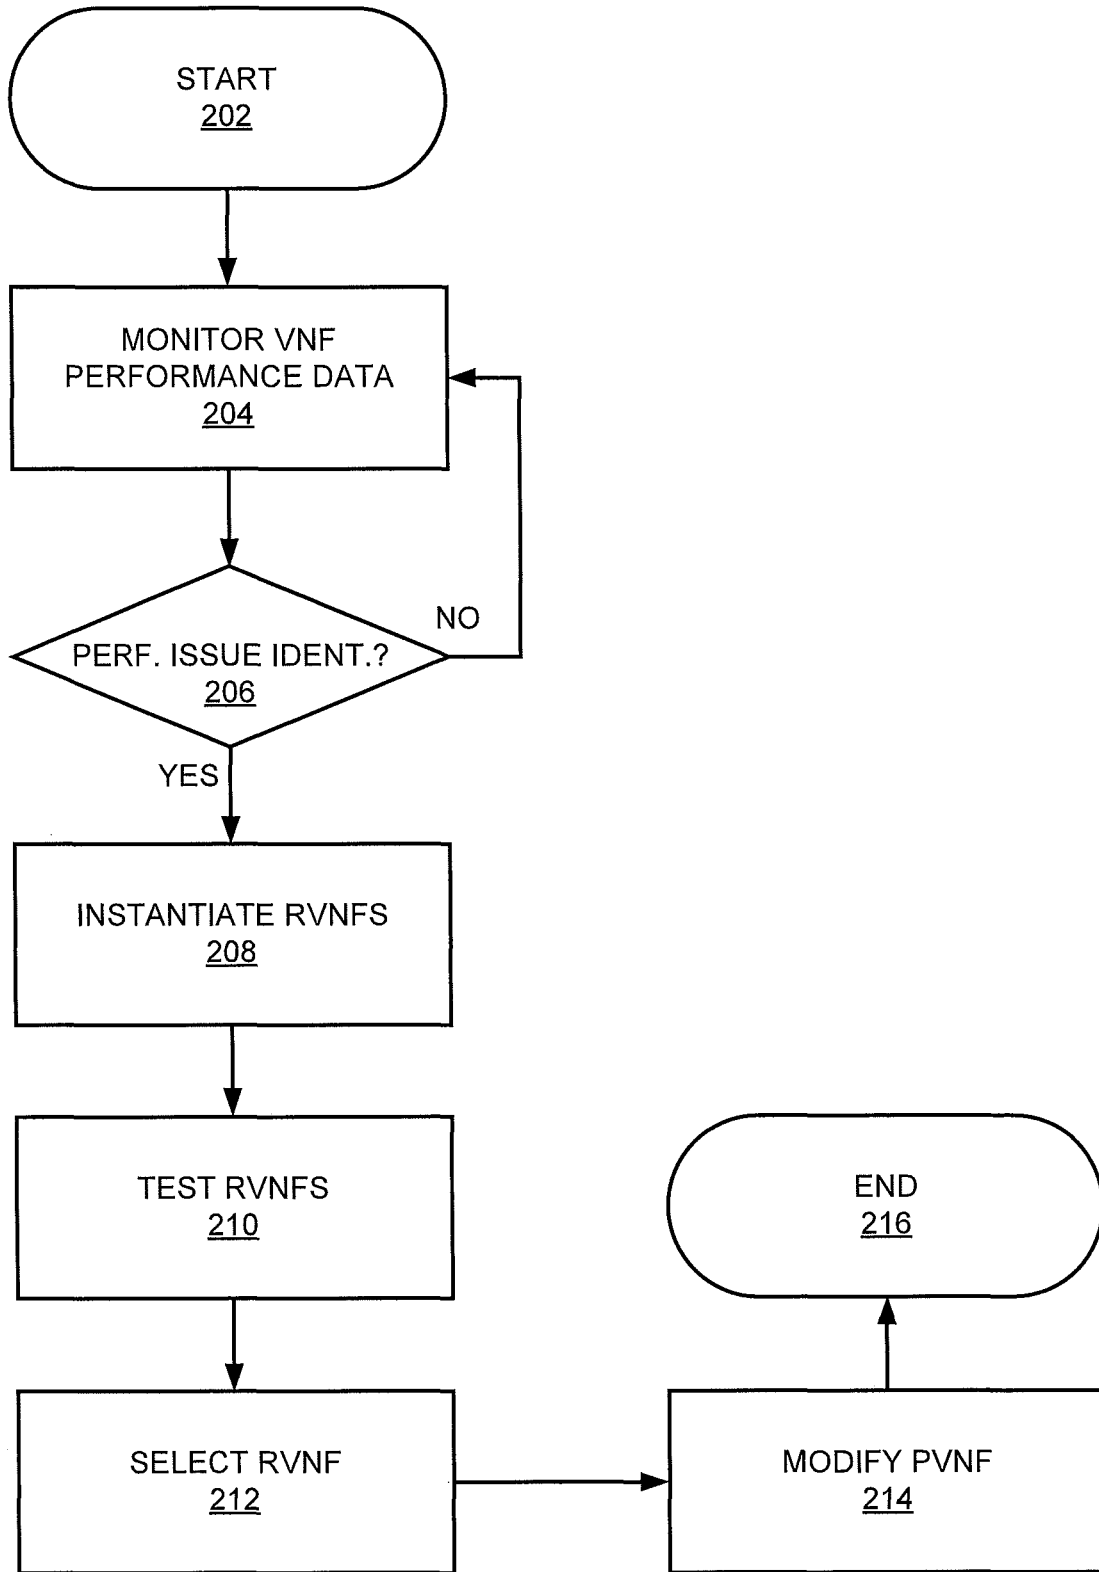 START
202
MONITOR VNF
PERFORMANCE DATA
204
NO
PERF. ISSUE IDENT.?
206
YES
INSTANTIATE RVNFS
208
TEST RVNFS
210
END
216
SELECT RVNF
212
MODIFY PVNF
214